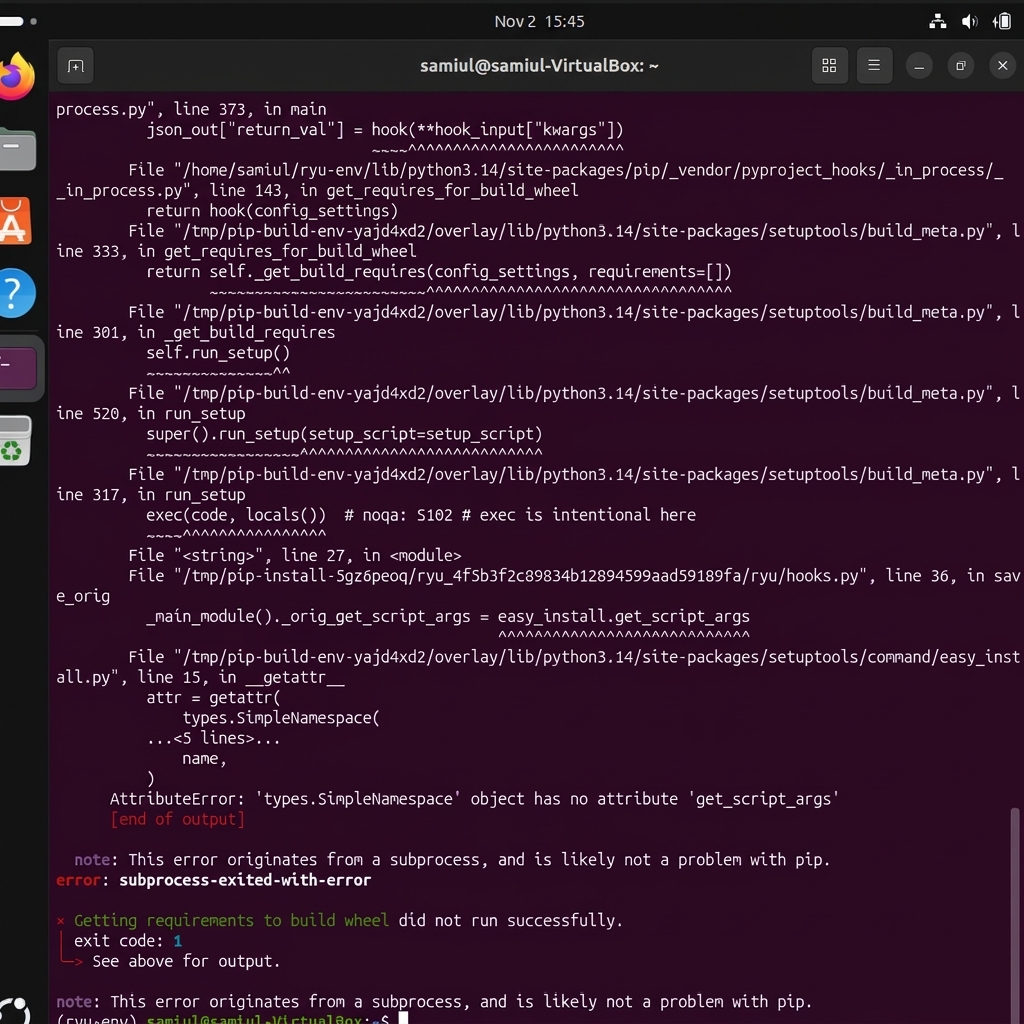 Nov 2 15:45
samiul@samiul-VirtualBox: ~
process.py", line 373, in main
json_out["return_val"] = hook(**hook_input["kwargs"])
~~~~^^^^^^^^^^^^^^^^^^^^^^^^
File "/home/samiul/ryu-env/lib/python3.14/site-packages/pip/_vendor/pyproject_hooks/_in_process/_
_in_process.py", line 143, in get_requires_for_build_wheel
return hook(config_settings)
File "/tmp/pip-build-env-yajd4xd2/overlay/lib/python3.14/site-packages/setuptools/build_meta.py", l
ine 333, in get_requires_for_build_wheel
return self._get_build_requires(config_settings, requirements=[])
~~~~~~~~~~~~~~~~~~~~~~~~^^^^^^^^^^^^^^^^^^^^^^^^^^^^^^^^^^
File "/tmp/pip-build-env-yajd4xd2/overlay/lib/python3.14/site-packages/setuptools/build_meta.py", l
ine 301, in _get_build_requires
self.run_setup()
~~~~~~~~~~~~~~^^
File "/tmp/pip-build-env-yajd4xd2/overlay/lib/python3.14/site-packages/setuptools/build_meta.py", l
ine 520, in run_setup
super().run_setup(setup_script=setup_script)
~~~~~~~~~~~~~~~~~^^^^^^^^^^^^^^^^^^^^^^^^^^^
File "/tmp/pip-build-env-yajd4xd2/overlay/lib/python3.14/site-packages/setuptools/build_meta.py", l
ine 317, in run_setup
exec(code, locals())  # noqa: S102 # exec is intentional here
~~~~^^^^^^^^^^^^^^^^
File "<string>", line 27, in <module>
File "/tmp/pip-install-5gz6peoq/ryu_4f5b3f2c89834b12894599aad59189fa/ryu/hooks.py", line 36, in sav
e_orig
_main_module()._orig_get_script_args = easy_install.get_script_args
^^^^^^^^^^^^^^^^^^^^^^^^^^^^
File "/tmp/pip-build-env-yajd4xd2/overlay/lib/python3.14/site-packages/setuptools/command/easy_inst
all.py", line 15, in __getattr__
attr = getattr(
types.SimpleNamespace(
...<5 lines>...
name,
)
AttributeError: 'types.SimpleNamespace' object has no attribute 'get_script_args'
[end of output]
note: This error originates from a subprocess, and is likely not a problem with pip.
error: subprocess-exited-with-error
× Getting requirements to build wheel did not run successfully.
│ exit code: 1
╰─> See above for output.
note: This error originates from a subprocess, and is likely not a problem with pip.
(ryu-env) samiul@samiul-VirtualBox:~$